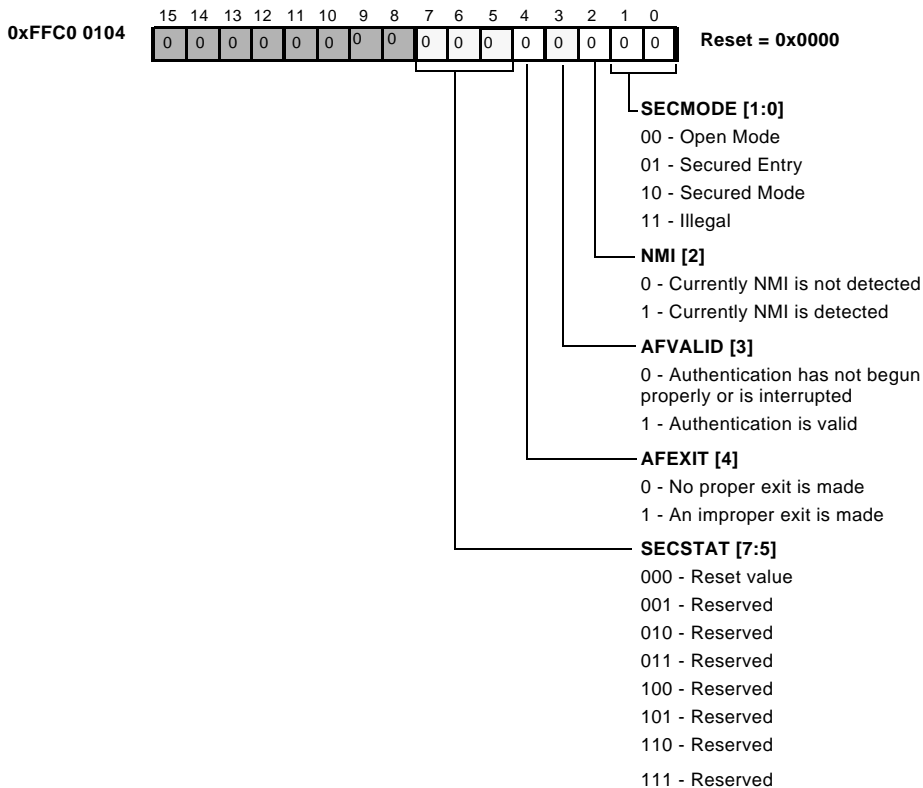 15 14 13 12 11 10 9 8 7 6 5 4 3 2 1 0
0xFFC0 0104 0 0 0 0 0 0 0 0 0 0 0 0 0 0 0 0 Reset = 0x0000
SECMODE [1:0]
00 - Open Mode
01 - Secured Entry
10 - Secured Mode
11 - Illegal
NMI [2]
0 - Currently NMI is not detected
1 - Currently NMI is detected
AFVALID [3]
0 - Authentication has not begun
properly or is interrupted
1 - Authentication is valid
AFEXIT [4]
0 - No proper exit is made
1 - An improper exit is made
SECSTAT [7:5]
000 - Reset value
001 - Reserved
010 - Reserved
011 - Reserved
100 - Reserved
101 - Reserved
110 - Reserved
111 - Reserved